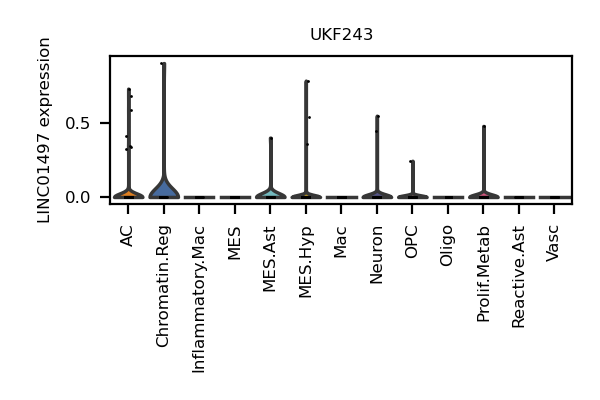 UKF243
LINC01497 expression
0.5
0.0
AC
Chromatin.Reg
Inflammatory.Mac
MES
MES.Ast
MES.Hyp
Mac
Neuron
OPC
Oligo
Prolif.Metab
Reactive.Ast
Vasc